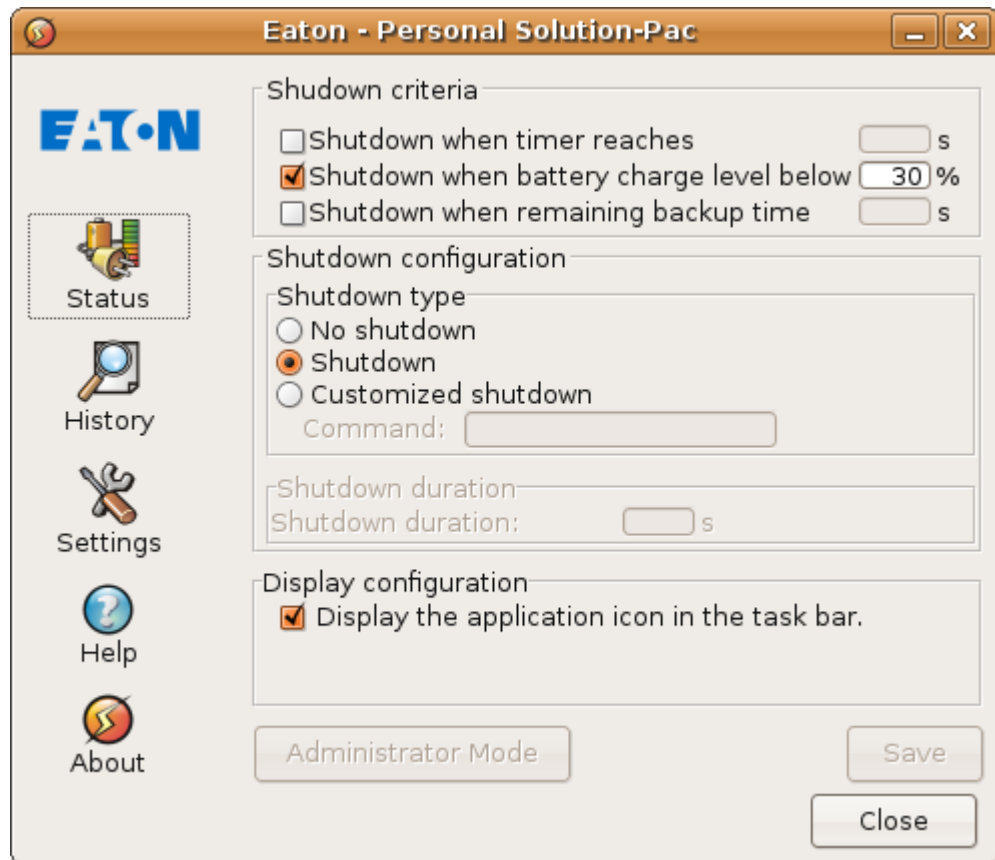 Eaton - Personal Solution-Pac
EATON
Status
History
Settings
Help
About
Shudown criteria
Shutdown when timer reaches s
Shutdown when battery charge level below 30 %
Shutdown when remaining backup time s
Shutdown configuration
Shutdown type
No shutdown
Shutdown
Customized shutdown
Command:
Shutdown duration
Shutdown duration: s
Display configuration
Display the application icon in the task bar.
Administrator Mode Save
Close